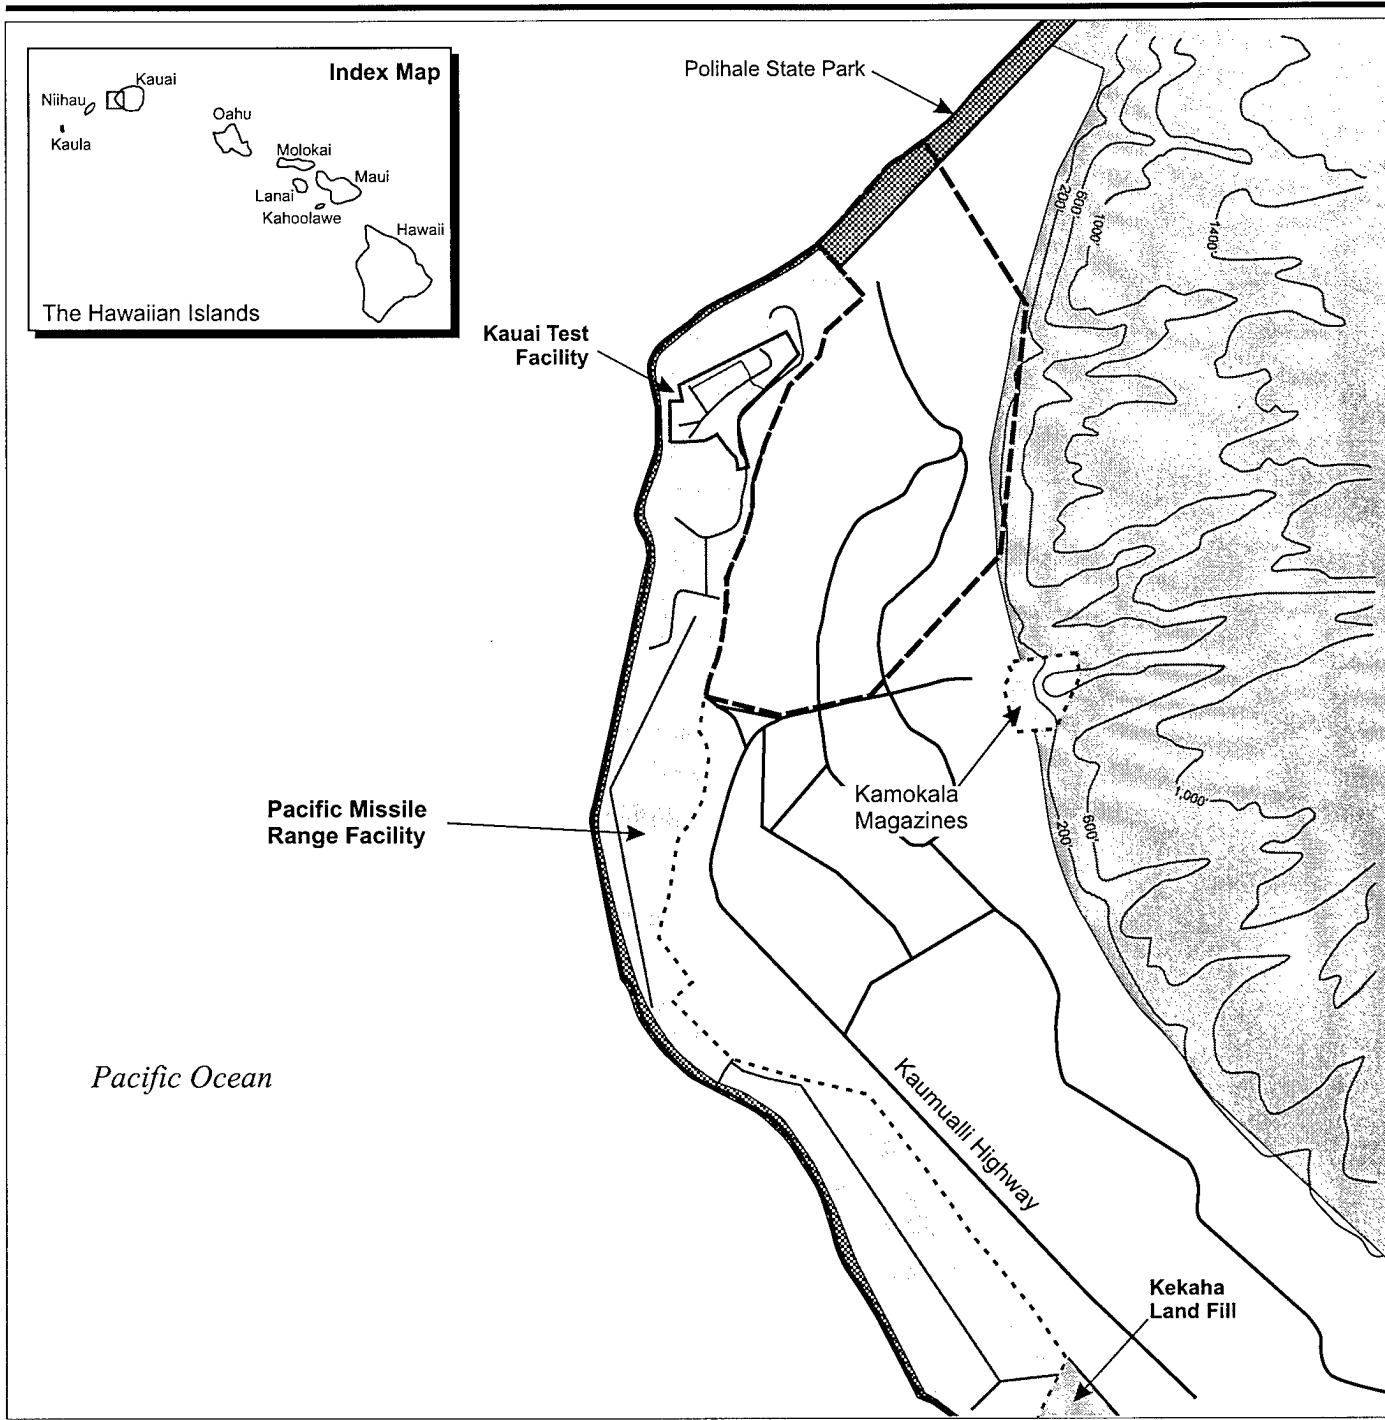 Index Map
Kauai
Niihau
Kaula
Oahu
Molokai
Maui
Lanai
Kahoolawe
Hawaii
The Hawaiian Islands
Polihale State Park
Kauai Test
Facility
200'
600'
1000'
1400'
Pacific Missile
Range Facility
Kamokala
Magazines
1,000'
600'
200'
Pacific Ocean
Kaumualli Highway
Kekaha
Land Fill